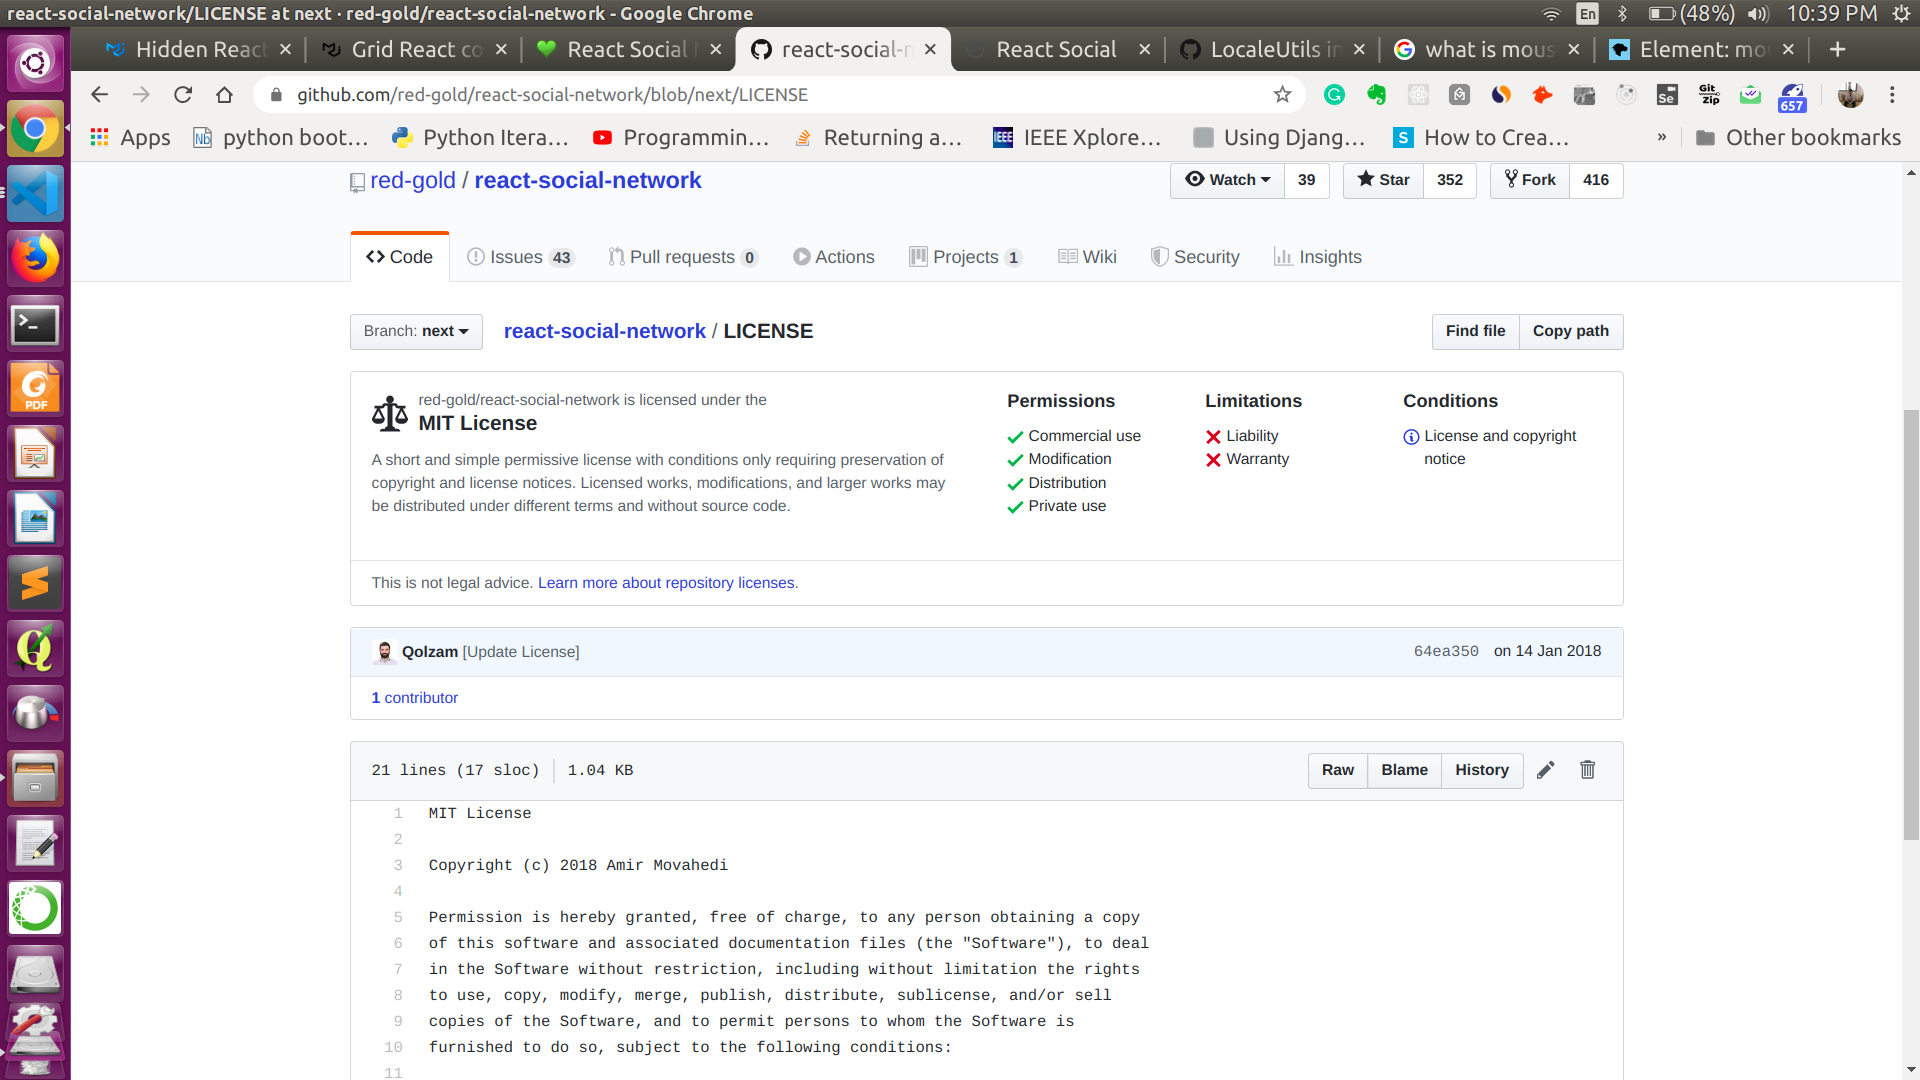 react-social-network/LICENSE at next · red-gold/react-social-network - Google Chrome
En (48%) 10:39 PM
Hidden React × Grid React co × React Social × react-social-n × React Social × LocaleUtils in × what is mous × Element: mo × +
github.com/red-gold/react-social-network/blob/next/LICENSE
Se Git Zip 657
Apps Nb python boot... Python Itera... Programmin... Returning a... IEEE IEEE Xplore... Using Djang... S How to Crea... » Other bookmarks
red-gold / react-social-network Watch 39 Star 352 Fork 416
Code Issues 43 Pull requests 0 Actions Projects 1 Wiki Security Insights
Branch: next react-social-network / LICENSE Find file Copy path
red-gold/react-social-network is licensed under the
MIT License
A short and simple permissive license with conditions only requiring preservation of
copyright and license notices. Licensed works, modifications, and larger works may
be distributed under different terms and without source code.
Permissions
Commercial use
Modification
Distribution
Private use
Limitations
Liability
Warranty
Conditions
License and copyright
notice
This is not legal advice. Learn more about repository licenses.
Qolzam [Update License] 64ea350 on 14 Jan 2018
1 contributor
21 lines (17 sloc) 1.04 KB Raw Blame History
1 MIT License
2
3 Copyright (c) 2018 Amir Movahedi
4
5 Permission is hereby granted, free of charge, to any person obtaining a copy
6 of this software and associated documentation files (the "Software"), to deal
7 in the Software without restriction, including without limitation the rights
8 to use, copy, modify, merge, publish, distribute, sublicense, and/or sell
9 copies of the Software, and to permit persons to whom the Software is
10 furnished to do so, subject to the following conditions:
11
PDF